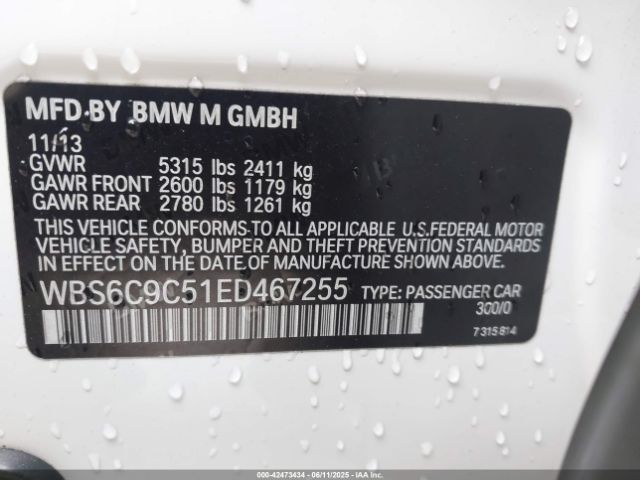 MFD BY BMW M GMBH
11/13
GVWR 5315 lbs 2411 kg
GAWR FRONT 2600 lbs 1179 kg
GAWR REAR 2780 lbs 1261 kg
THIS VEHICLE CONFORMS TO ALL APPLICABLE U.S.FEDERAL MOTOR
VEHICLE SAFETY, BUMPER AND THEFT PREVENTION STANDARDS
IN EFFECT ON THE DATE OF MANUFACTURE SHOWN ABOVE.
WBS6C9C51ED467255 TYPE: PASSENGER CAR
300/0
7315814
000-42473434 - 06/11/2025 - IAA Inc.